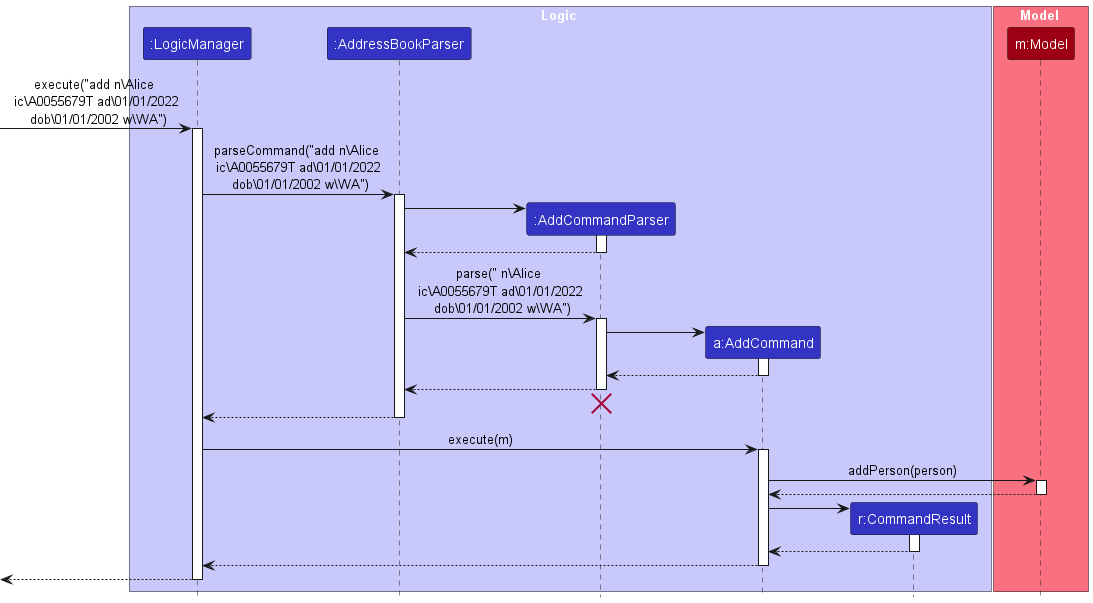 Logic
Model
:LogicManager
:AddressBookParser
m:Model
execute("add n\Alice
ic\A0055679T ad\01/01/2022
dob\01/01/2002 w\WA")
parseCommand("add n\Alice
ic\A0055679T ad\01/01/2022
dob\01/01/2002 w\WA")
:AddCommandParser
parse(" n\Alice
ic\A0055679T ad\01/01/2022
dob\01/01/2002 w\WA")
a:AddCommand
execute(m)
addPerson(person)
r:CommandResult